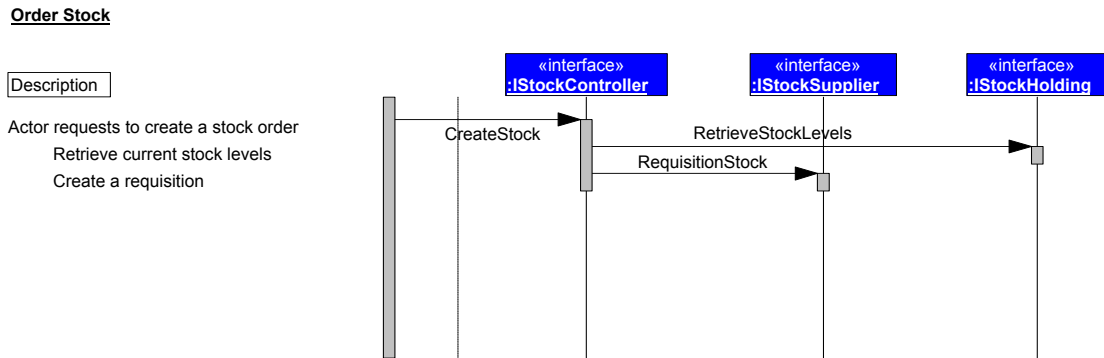 Order Stock
Description
«interface»
:IStockController
«interface»
:IStockSupplier
«interface»
:IStockHolding
Actor requests to create a stock order
Retrieve current stock levels
Create a requisition
CreateStock
RetrieveStockLevels
RequisitionStock